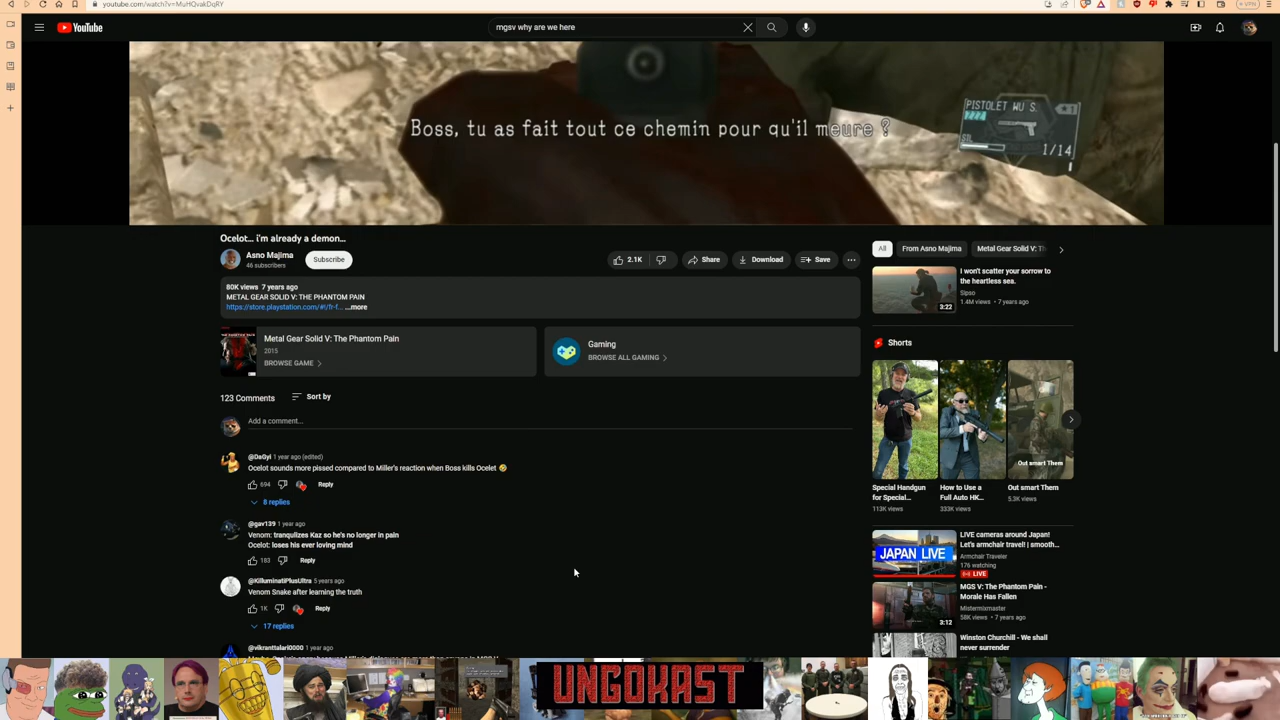 youtube.com/watch?v=MuHQvakDqRY
VPN
YouTube
mgsv why are we here
Boss, tu as fait tout ce chemin pour qu'il meure ?
PISTOLET WU S.
1/14
Ocelot... i'm already a demon...
Asno Majima
46 subscribers
Subscribe
2.1K
Share
Download
Save
80K views 7 years ago
METAL GEAR SOLID V: THE PHANTOM PAIN
https://store.playstation.com/#!/fr-f... ...more
Metal Gear Solid V: The Phantom Pain
2015
BROWSE GAME
Gaming
BROWSE ALL GAMING
123 Comments
Sort by
Add a comment...
@DaGyi 1 year ago (edited)
Ocelot sounds more pissed compared to Miller's reaction when Boss kills Ocelet 🤣
694
Reply
8 replies
@gav139 1 year ago
Venom: tranqulizes Kaz so he's no longer in pain
Ocelot: loses his ever loving mind
183
Reply
@KilluminatiPlusUltra 5 years ago
Venom Snake after learning the truth
1K
Reply
17 replies
@vikranttalari0000 1 year ago
All
From Asno Majima
Metal Gear Solid V: Th
I won't scatter your sorrow to
the heartless sea.
Sipso
1.4M views • 7 years ago
3:22
Shorts
Out smart Them
Special Handgun
for Special...
113K views
How to Use a
Full Auto HK...
333K views
Out smart Them
5.3K views
JAPAN LIVE
LIVE cameras around Japan!
Let's armchair travel! | smooth...
Armchair Traveler
176 watching
LIVE
MGS V: The Phantom Pain -
Morale Has Fallen
Mistermixmaster
58K views • 7 years ago
3:12
Winston Churchill - We shall
never surrender
UNGOKAST